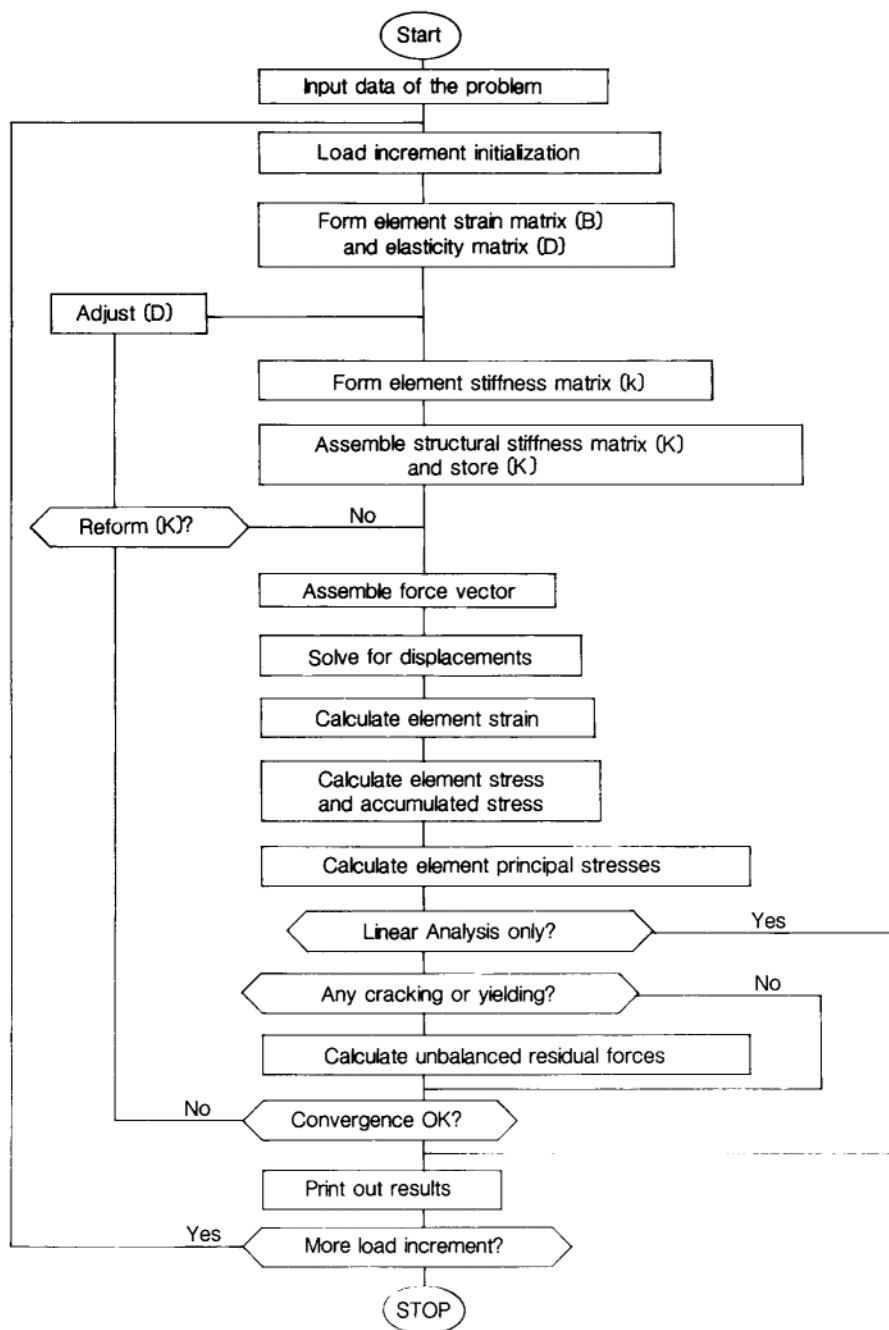 Start
Input data of the problem
Load increment initialization
Form element strain matrix (B)
and elasticity matrix (D)
Adjust (D)
Form element stiffness matrix (k)
Assemble structural stiffness matrix (K)
and store (K)
Reform (K)?
No
Assemble force vector
Solve for displacements
Calculate element strain
Calculate element stress
and accumulated stress
Calculate element principal stresses
Linear Analysis only?
Yes
Any cracking or yielding?
No
Calculate unbalanced residual forces
No
Convergence OK?
Print out results
Yes
More load increment?
STOP